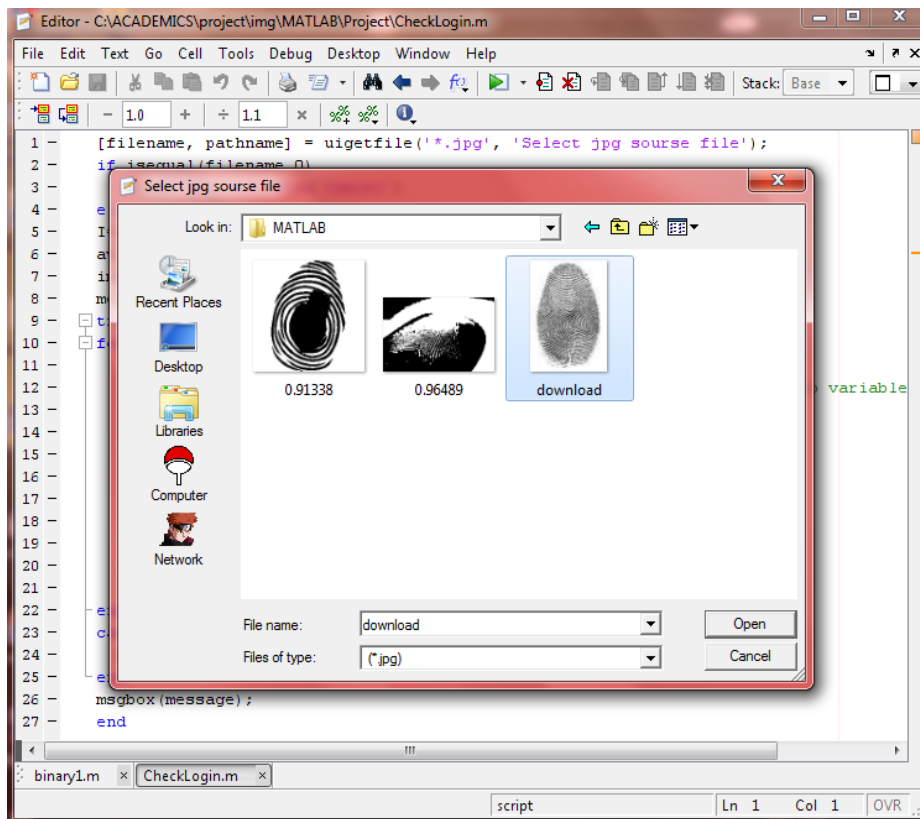 Editor - C:\ACADEMICS\project\img\MATLAB\Project\CheckLogin.m
File Edit Text Go Cell Tools Debug Desktop Window Help
Stack: Base
- 1.0 + ÷ 1.1 ×
1 - [filename, pathname] = uigetfile('*.jpg', 'Select jpg sourse file');
2 - if isequal(filename,0)
3 -
4 -
5 -
6 -
7 -
8 -
9 -
10 -
11 -
12 - variable
13 -
14 -
15 -
16 -
17 -
18 -
19 -
20 -
21 -
22 -
23 -
24 -
25 -
26 - msgbox(message);
27 - end
Select jpg sourse file
Look in: MATLAB
Recent Places
Desktop
Libraries
Computer
Network
0.91338 0.96489 download
File name: download Open
Files of type: (*.jpg) Cancel
binary1.m × CheckLogin.m ×
script Ln 1 Col 1 OVR